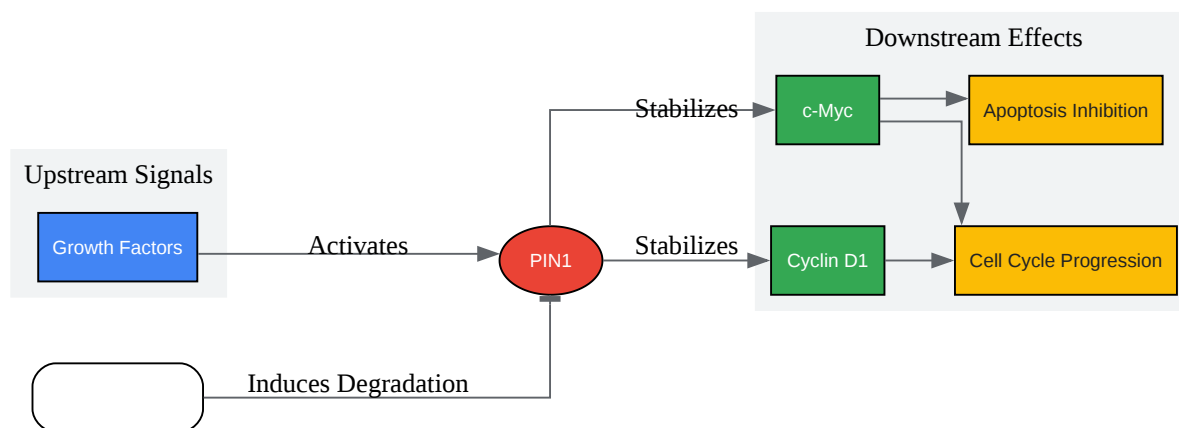 Downstream Effects
Stabilizes
c-Myc
Apoptosis Inhibition
Upstream Signals
Growth Factors
Activates
PIN1
Stabilizes
Cyclin D1
Cell Cycle Progression
Induces Degradation